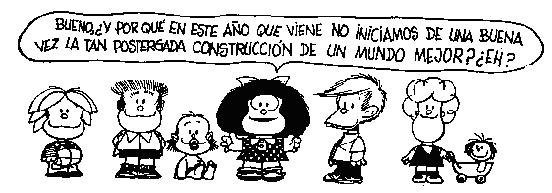 BUENO,¿Y POR QUÉ EN ESTE AÑO QUE VIENE NO INICIAMOS DE UNA BUENA
VEZ LA TAN POSTERGADA CONSTRUCCIÓN DE UN MUNDO MEJOR?¿EH?